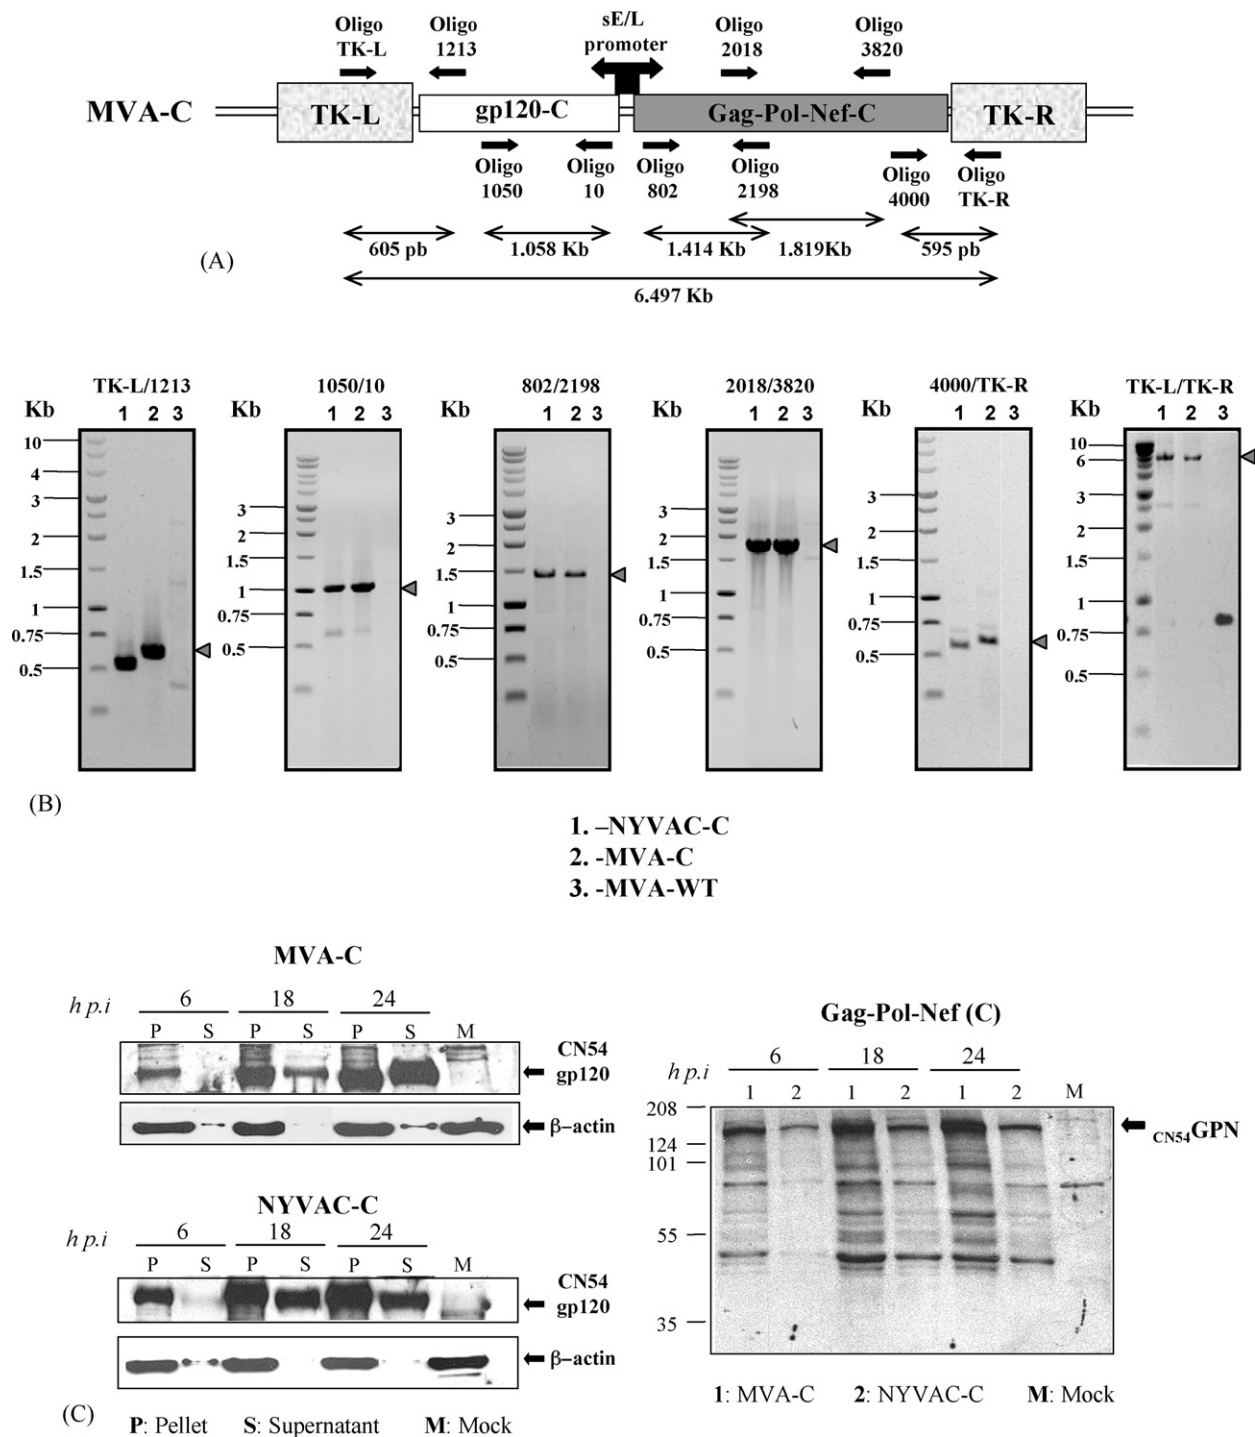 Oligo TK-L
Oligo 1213
sE/L promoter
Oligo 2018
Oligo 3820
MVA-C
TK-L
gp120-C
Gag-Pol-Nef-C
TK-R
Oligo 1050
Oligo 10
Oligo 802
Oligo 2198
Oligo 4000
Oligo TK-R
605 pb
1.058 Kb
1.414 Kb
1.819Kb
595 pb
6.497 Kb
(A)
TK-L/1213
Kb 1 2 3
10
4
3
2
1.5
1
0.75
0.5
1050/10
Kb 1 2 3
3
2
1.5
1
0.75
0.5
802/2198
Kb 1 2 3
3
2
1.5
1
0.75
0.5
2018/3820
Kb 1 2 3
3
2
1.5
1
0.75
0.5
4000/TK-R
Kb 1 2 3
3
2
1.5
1
0.75
0.5
TK-L/TK-R
Kb 1 2 3
10
6
3
2
1
0.75
0.5
(B)
1. –NYVAC-C
2. -MVA-C
3. -MVA-WT
MVA-C
h p.i 6 18 24
P S P S P S M
CN54
gp120
β–actin
NYVAC-C
h p.i 6 18 24
P S P S P S M
CN54
gp120
β–actin
P: Pellet S: Supernatant M: Mock
Gag-Pol-Nef (C)
h p.i 6 18 24
1 2 1 2 1 2 M
208
124
101
55
35
CN54GPN
1: MVA-C 2: NYVAC-C M: Mock
(C)